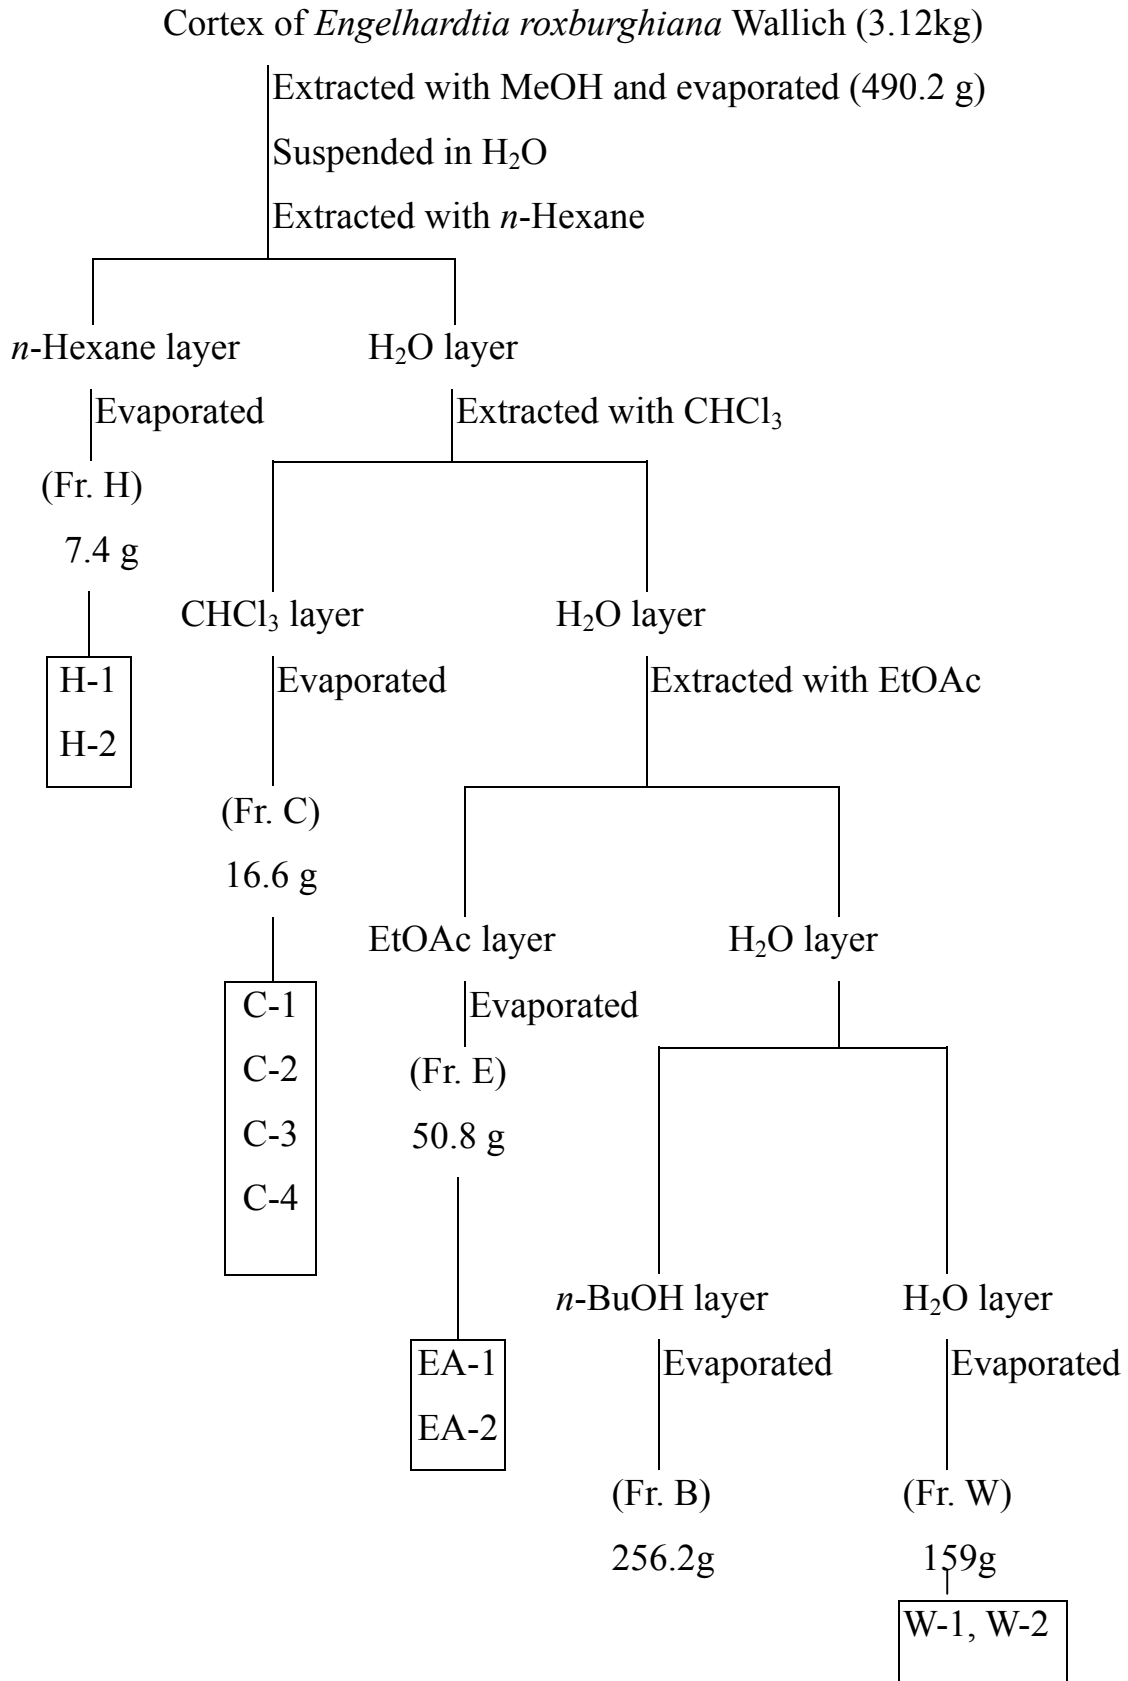 Cortex of Engelhardtia roxburghiana Wallich (3.12kg)
Extracted with MeOH and evaporated (490.2 g)
Suspended in H₂O
Extracted with n-Hexane
n-Hexane layer
H₂O layer
Evaporated
Extracted with CHCl₃
(Fr. H)
7.4 g
CHCl₃ layer
H₂O layer
H-1
H-2
Evaporated
Extracted with EtOAc
(Fr. C)
16.6 g
EtOAc layer
H₂O layer
C-1
C-2
C-3
C-4
Evaporated
(Fr. E)
50.8 g
n-BuOH layer
H₂O layer
EA-1
EA-2
Evaporated
Evaporated
(Fr. B)
256.2g
(Fr. W)
159g
W-1, W-2